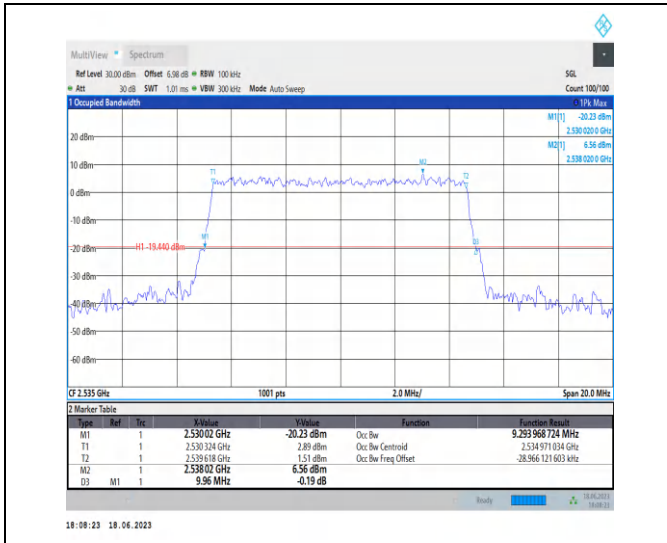 MultiView Spectrum
Ref Level 30.00 dBm Offset 6.98 dB RBW 100 kHz SGL
Att 30 dB SWT 1.01 ms VBW 300 kHz Mode Auto Sweep Count 100/100
1 Occupied Bandwidth 1Pk Max
M1[1] -20.23 dBm
2.530 020 0 GHz
M2[1] 6.56 dBm
2.538 020 0 GHz
20 dBm
10 dBm
M2
T1 T2
0 dBm
-10 dBm
M1
H1 -19.440 dBm
-20 dBm
-30 dBm
-40 dBm
-50 dBm
-60 dBm
CF 2.535 GHz 1001 pts 2.0 MHz/ Span 20.0 MHz
2 Marker Table
Type Ref Trc X-Value Y-Value Function Function Result
M1 1 2.53002 GHz -20.23 dBm Occ Bw 9.293 968 724 MHz
T1 1 2.530 324 GHz 2.89 dBm Occ Bw Centroid 2.534 971 034 GHz
T2 1 2.539 618 GHz 1.51 dBm Occ Bw Freq Offset -28.966 121 603 kHz
M2 1 2.53802 GHz 6.56 dBm
D3 M1 1 9.96 MHz -0.19 dB
Ready 18.06.2023
18:08:23
18:08:23 18.06.2023